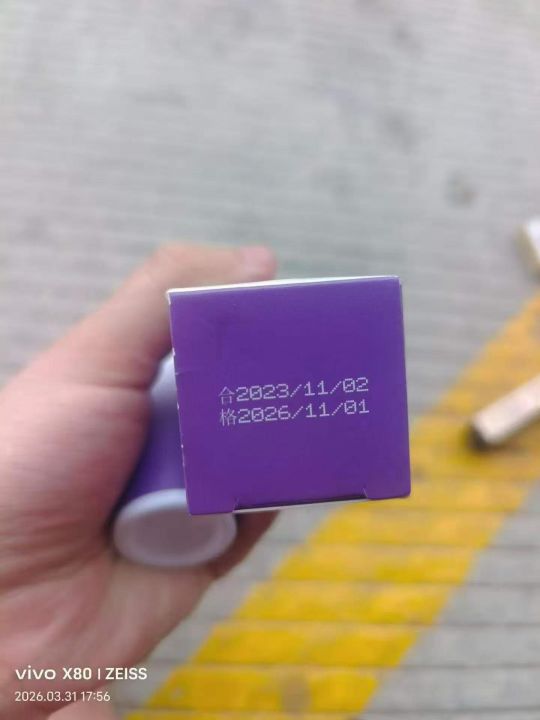 合2023/11/02
格2026/11/01
vivo X80 | ZEISS
2026.03.31 17:56